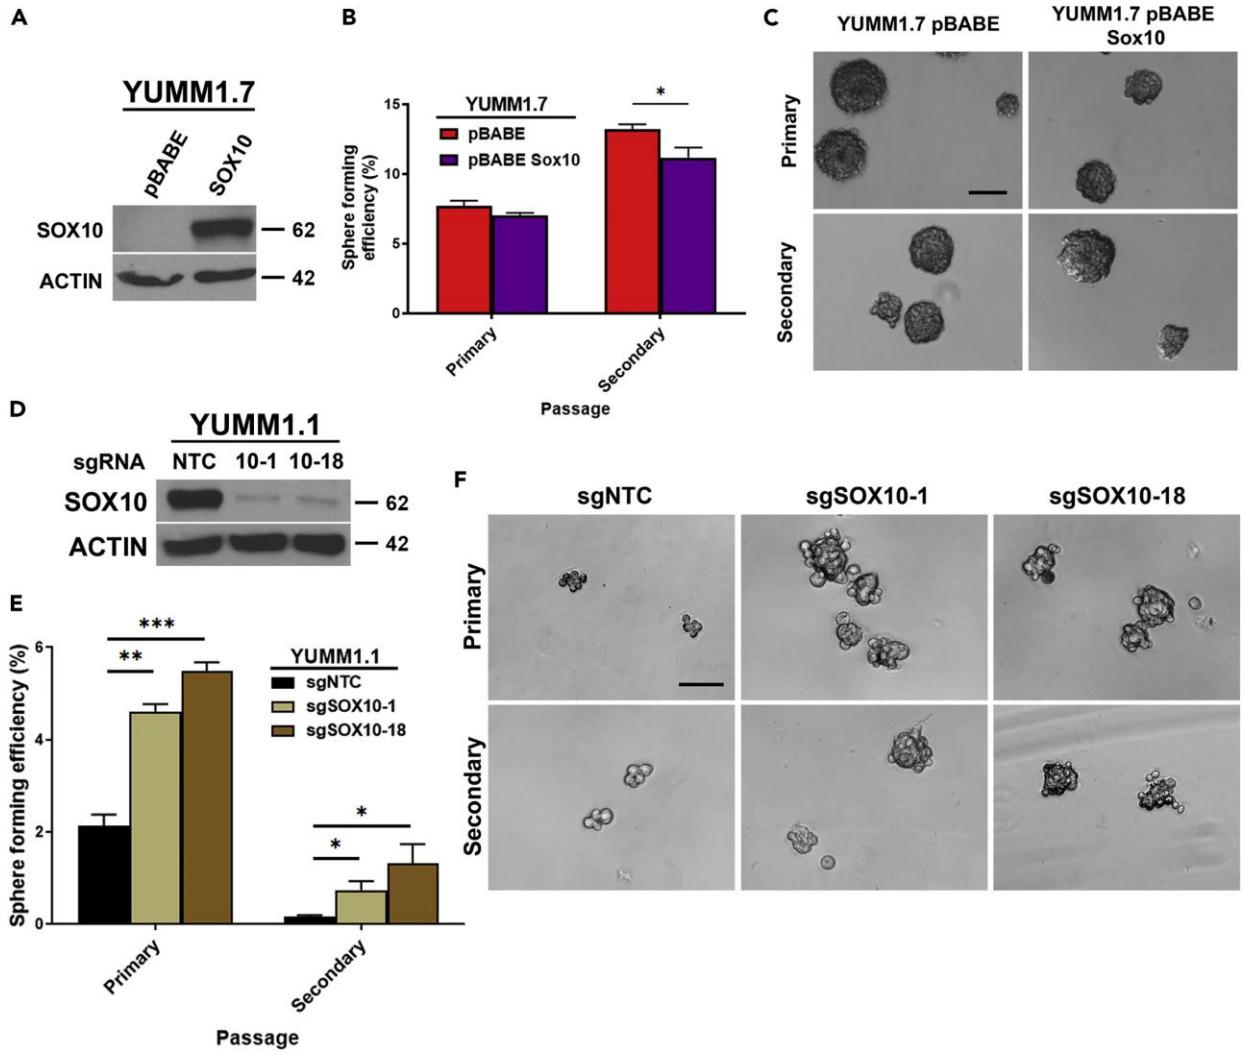 A
YUMM1.7
pBABE
SOX10
SOX10
62
ACTIN
42
B
15
10
5
0
Sphere forming
efficiency (%)
YUMM1.7
pBABE
pBABE Sox10
*
Primary
Secondary
Passage
C
YUMM1.7 pBABE
YUMM1.7 pBABE
Sox10
Primary
Secondary
D
YUMM1.1
sgRNA NTC 10-1 10-18
SOX10
62
ACTIN
42
E
6
4
2
0
Sphere forming efficiency (%)
***
**
YUMM1.1
sgNTC
sgSOX10-1
sgSOX10-18
*
*
Primary
Secondary
Passage
F
sgNTC sgSOX10-1 sgSOX10-18
Primary
Secondary